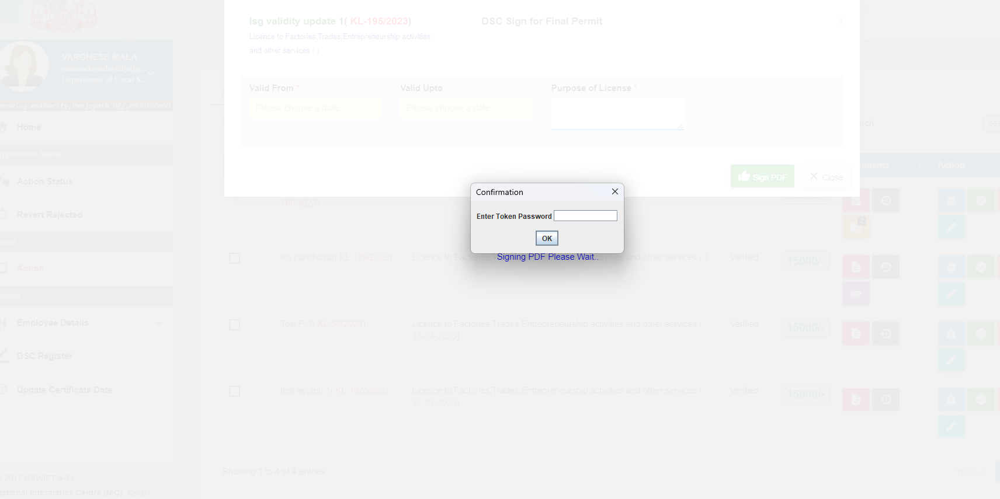 lsg validity update 1( KL-195/2023)
DSC Sign for Final Permit
X
Licence to Factories,Trades,Entrepreneurship activities
and other services ( )
VARGHESE MALA...
Department of Local S...
Valid From *
Valid Upto
Purpose of License *
Please choose a date...
Please choose a date...
Home
Application Status
Action Status
Revert Rejected
Action
Employee Details
+
DSC Register
Update Certificate Date
Sign PDF
Close
Action
195/2023)
Confirmation
Enter Token Password
OK
Signing PDF Please Wait..
lsg panchayat( KL-179/2023)
Licence to Factories,Trades,Entrepreneurship activities and other services ( )
Verified
15000/-
2
Test P-3( KL-55/2023)
Licence to Factories,Trades,Entrepreneurship activities and other services (
18-04-2023)
Verified
15000/-
test appino 1( KL-192/2023)
Licence to Factories,Trades,Entrepreneurship activities and other services (
27-07-2023)
Verified
15000/-
Showing 1 to 4 of 4 entries
Previous
2017 KSWIFT-S-94
National Informatics Centre (NIC), Kerala